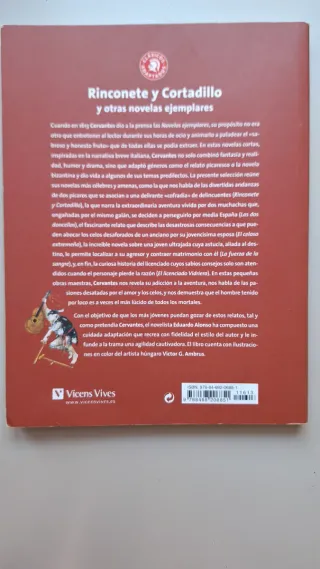 CLÁSICOS
ADAPTADOS
Rinconete y Cortadillo
y otras novelas ejemplares
Cuando en 1613 Cervantes dio a la prensa las Novelas ejemplares, su propósito no era
otro que entretener al lector durante sus horas de ocio y animarlo a paladear el «sa-
broso y honesto fruto» que de todas ellas se podía extraer. En estas novelas cortas,
inspiradas en la narrativa breve italiana, Cervantes no solo combinó fantasía y reali-
dad, humor y drama, sino que adaptó géneros como el relato picaresco o la novela
bizantina y dio vida a algunos de sus temas predilectos. La presente selección reúne
sus novelas más célebres y amenas, como la que nos habla de las divertidas andanzas
de dos pícaros que se asocian a una delirante «cofradía» de delincuentes (Rinconete
y Cortadillo), la que narra la extraordinaria aventura vivida por dos muchachas que,
engañadas por el mismo galán, se deciden a perseguirlo por media España (Las dos
doncellas), el fascinante relato que describe las desastrosas consecuencias a que pue-
den abocar los celos desaforados de un anciano por su jovencísima esposa (El celoso
extremeño), la increíble novela sobre una joven ultrajada cuya astucia, aliada al desti-
no, le permite localizar a su agresor y contraer matrimonio con él (La fuerza de la
sangre), y, en fin, la curiosa historia del licenciado cuyos sabios consejos solo son aten-
didos cuando el personaje pierde la razón (El licenciado Vidriera). En estas pequeñas
obras maestras, Cervantes nos revela su adicción a la aventura, nos habla de las pa-
siones desatadas por el amor y los celos, y nos demuestra que el hombre tenido
por loco es a veces el más lúcido de todos los mortales.
Con el objetivo de que los más jóvenes puedan gozar de estos relatos, tal y
como pretendía Cervantes, el novelista Eduardo Alonso ha compuesto una
cuidada adaptación que recrea con fidelidad el estilo del autor y le in-
funde a la trama una agilidad cautivadora. El libro cuenta con ilustraciones
en color del artista húngaro Victor G. Ambrus.
Vicens Vives
www.vicensvives.es